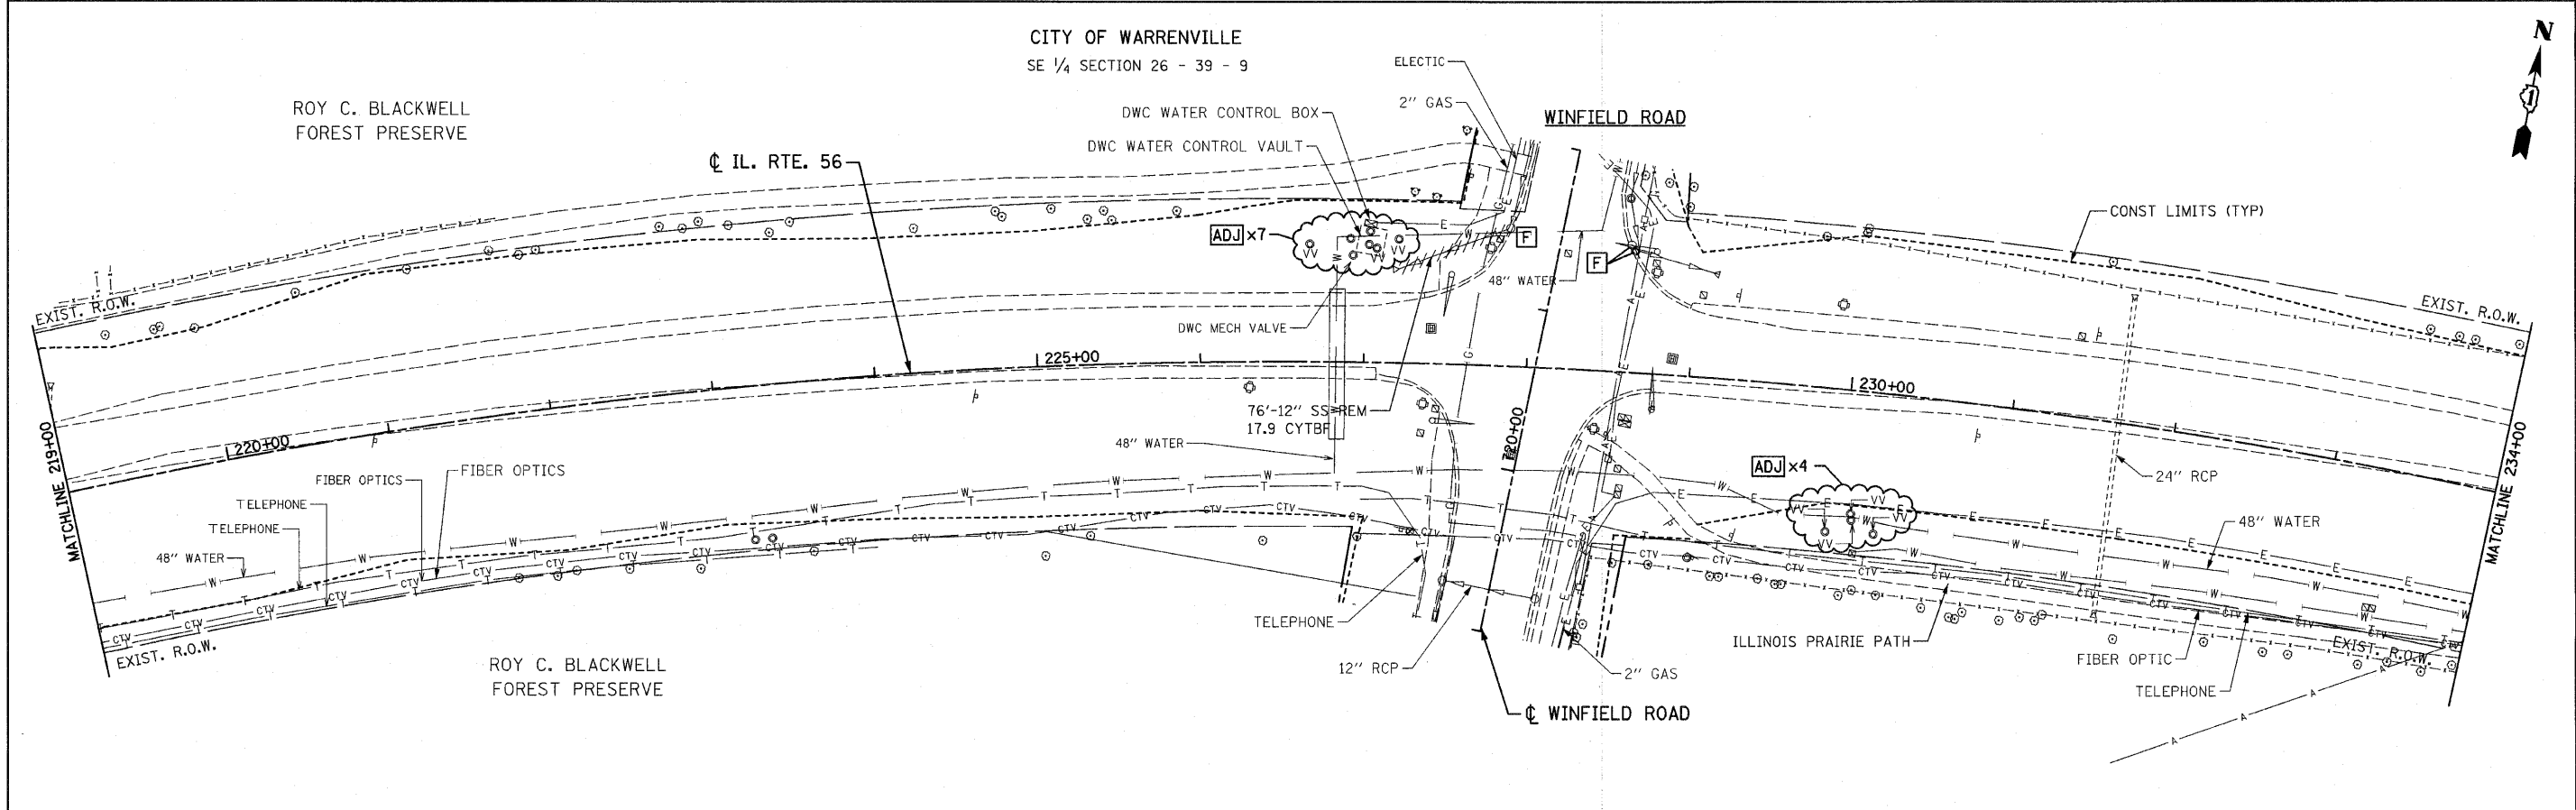 CITY OF WARRENVILLE
SE 1/4 SECTION 26 - 39 - 9
N
1
ELECTIC
2" GAS
ROY C. BLACKWELL
FOREST PRESERVE
DWC WATER CONTROL BOX
WINFIELD ROAD
DWC WATER CONTROL VAULT
℄ IL. RTE. 56
CONST LIMITS (TYP)
ADJ x7
F
F
48" WATER
EXIST. R.O.W.
EXIST. R.O.W.
DWC MECH VALVE
225+00
230+00
76'-12" SS REM
17.9 CYTBF
220+00
48" WATER
MATCHLINE 219+00
MATCHLINE 234+00
FIBER OPTICS
FIBER OPTICS
ADJ x4
24" RCP
TELEPHONE
TELEPHONE
48" WATER
48" WATER
TELEPHONE
EXIST. R.O.W.
ILLINOIS PRAIRIE PATH
EXIST. R.O.W.
FIBER OPTIC
ROY C. BLACKWELL
FOREST PRESERVE
12" RCP
2" GAS
TELEPHONE
℄ WINFIELD ROAD